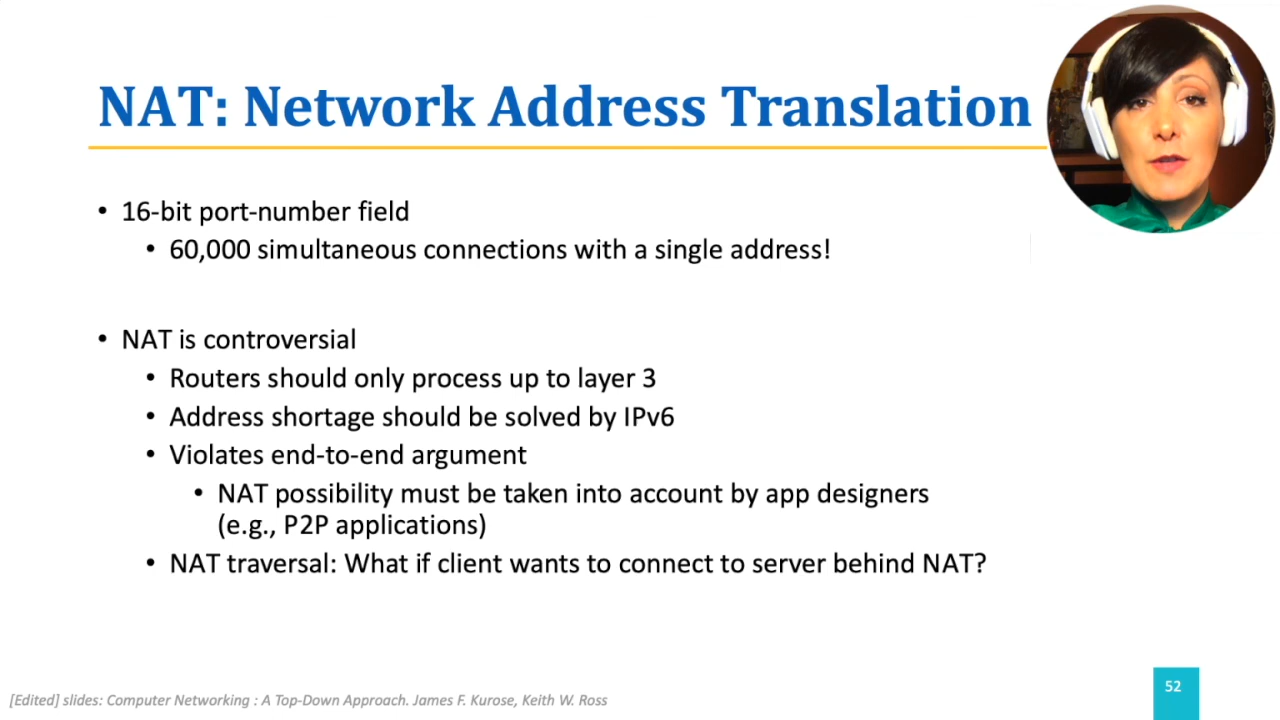 NAT: Network Address Translation
• 16-bit port-number field
• 60,000 simultaneous connections with a single address!
• NAT is controversial
• Routers should only process up to layer 3
• Address shortage should be solved by IPv6
• Violates end-to-end argument
• NAT possibility must be taken into account by app designers
(e.g., P2P applications)
• NAT traversal: What if client wants to connect to server behind NAT?
52
[Edited] slides: Computer Networking : A Top-Down Approach. James F. Kurose, Keith W. Ross